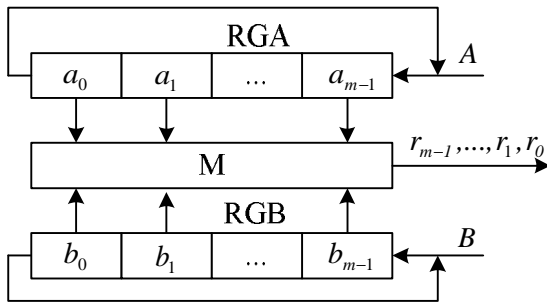 RGA
A
a₀ a₁ ... aₘ₋₁
rₘ₋₁,...,r₁,r₀
M
RGB
b₀ b₁ ... bₘ₋₁
B